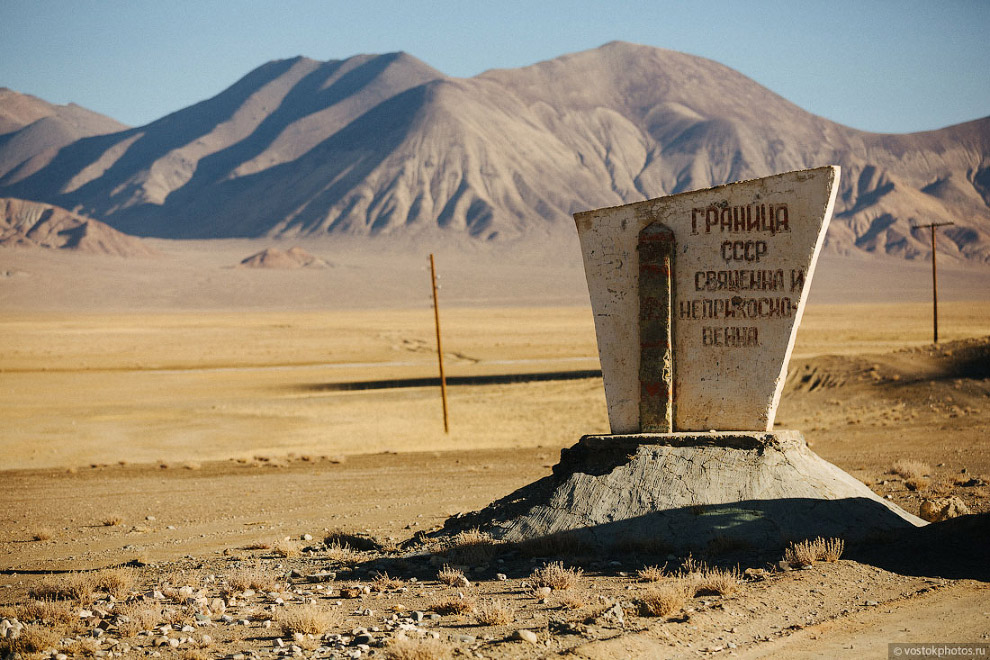 ГРАНИЦА
СССР
СВЯЩЕННА И
НЕПРИКОСНО-
ВЕННА
© vostokphotos.ru